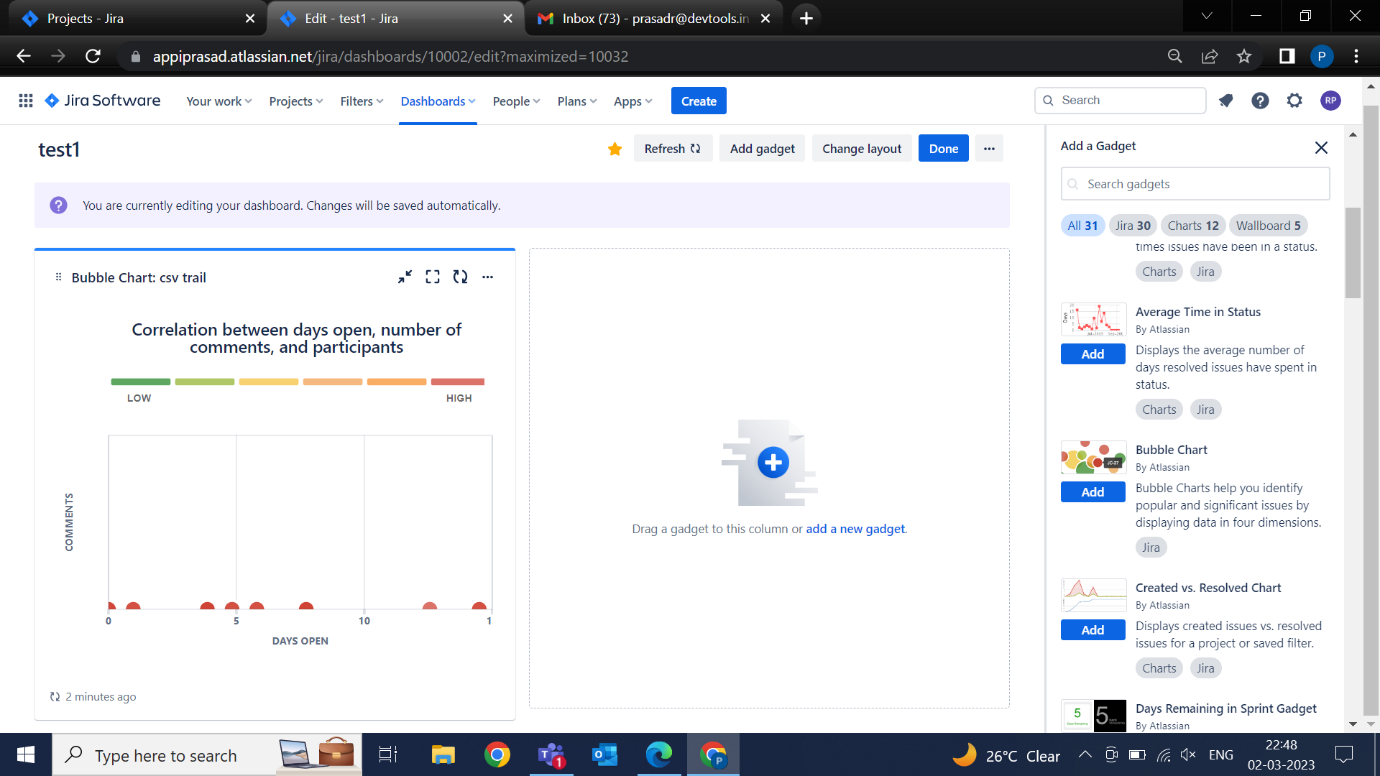 Projects - Jira
Edit - test1 - Jira
Inbox (73) - prasadr@devtools.in
appiprasad.atlassian.net/jira/dashboards/10002/edit?maximized=10032
P
Jira Software
Your work
Projects
Filters
Dashboards
People
Plans
Apps
Create
Search
RP
test1
Refresh
Add gadget
Change layout
Done
You are currently editing your dashboard. Changes will be saved automatically.
Bubble Chart: csv trail
Correlation between days open, number of
comments, and participants
LOW
HIGH
COMMENTS
0
5
10
1
DAYS OPEN
2 minutes ago
Drag a gadget to this column or add a new gadget.
Add a Gadget
Search gadgets
All 31
Jira 30
Charts 12
Wallboard 5
times issues have been in a status.
Charts
Jira
Average Time in Status
By Atlassian
Add
Displays the average number of
days resolved issues have spent in
status.
Charts
Jira
Bubble Chart
By Atlassian
Add
Bubble Charts help you identify
popular and significant issues by
displaying data in four dimensions.
Jira
Created vs. Resolved Chart
By Atlassian
Add
Displays created issues vs. resolved
issues for a project or saved filter.
Charts
Jira
5
5
Days Remaining in Sprint Gadget
By Atlassian
Type here to search
1
P
26°C Clear
ENG
22:48
02-03-2023